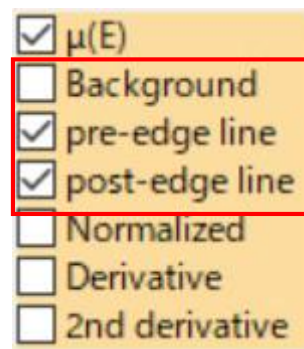 μ(E)
Background
pre-edge line
post-edge line
Normalized
Derivative
2nd derivative